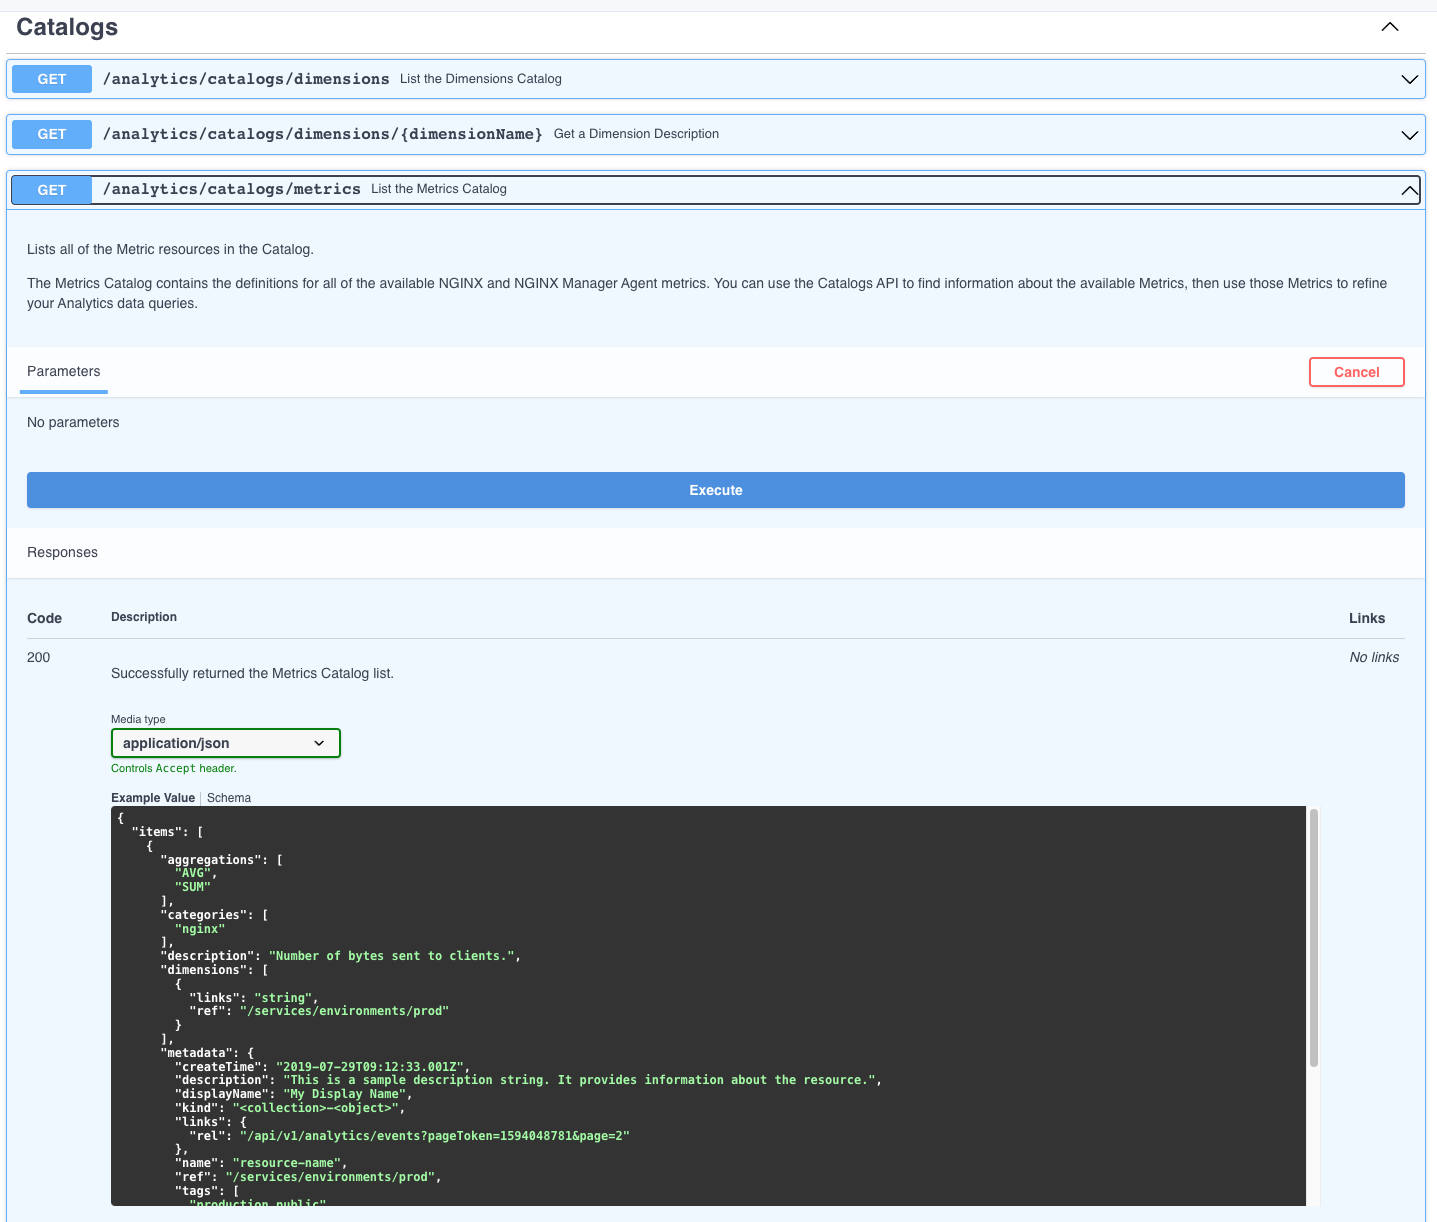 Catalogs
GET /analytics/catalogs/dimensions List the Dimensions Catalog
GET /analytics/catalogs/dimensions/{dimensionName} Get a Dimension Description
GET /analytics/catalogs/metrics List the Metrics Catalog
Lists all of the Metric resources in the Catalog.
The Metrics Catalog contains the definitions for all of the available NGINX and NGINX Manager Agent metrics. You can use the Catalogs API to find information about the available Metrics, then use those Metrics to refine
your Analytics data queries.
Parameters Cancel
No parameters
Execute
Responses
Code Description Links
200 No links
Successfully returned the Metrics Catalog list.
Media type
application/json
Controls Accept header.
Example Value Schema
{
  "items": [
    {
      "aggregations": [
        "AVG",
        "SUM"
      ],
      "categories": [
        "nginx"
      ],
      "description": "Number of bytes sent to clients.",
      "dimensions": [
        {
          "links": "string",
          "ref": "/services/environments/prod"
        }
      ],
      "metadata": {
        "createTime": "2019-07-29T09:12:33.001Z",
        "description": "This is a sample description string. It provides information about the resource.",
        "displayName": "My Display Name",
        "kind": "<collection>-<object>",
        "links": {
          "rel": "/api/v1/analytics/events?pageToken=1594048781&page=2"
        },
        "name": "resource-name",
        "ref": "/services/environments/prod",
        "tags": [
          "production public"